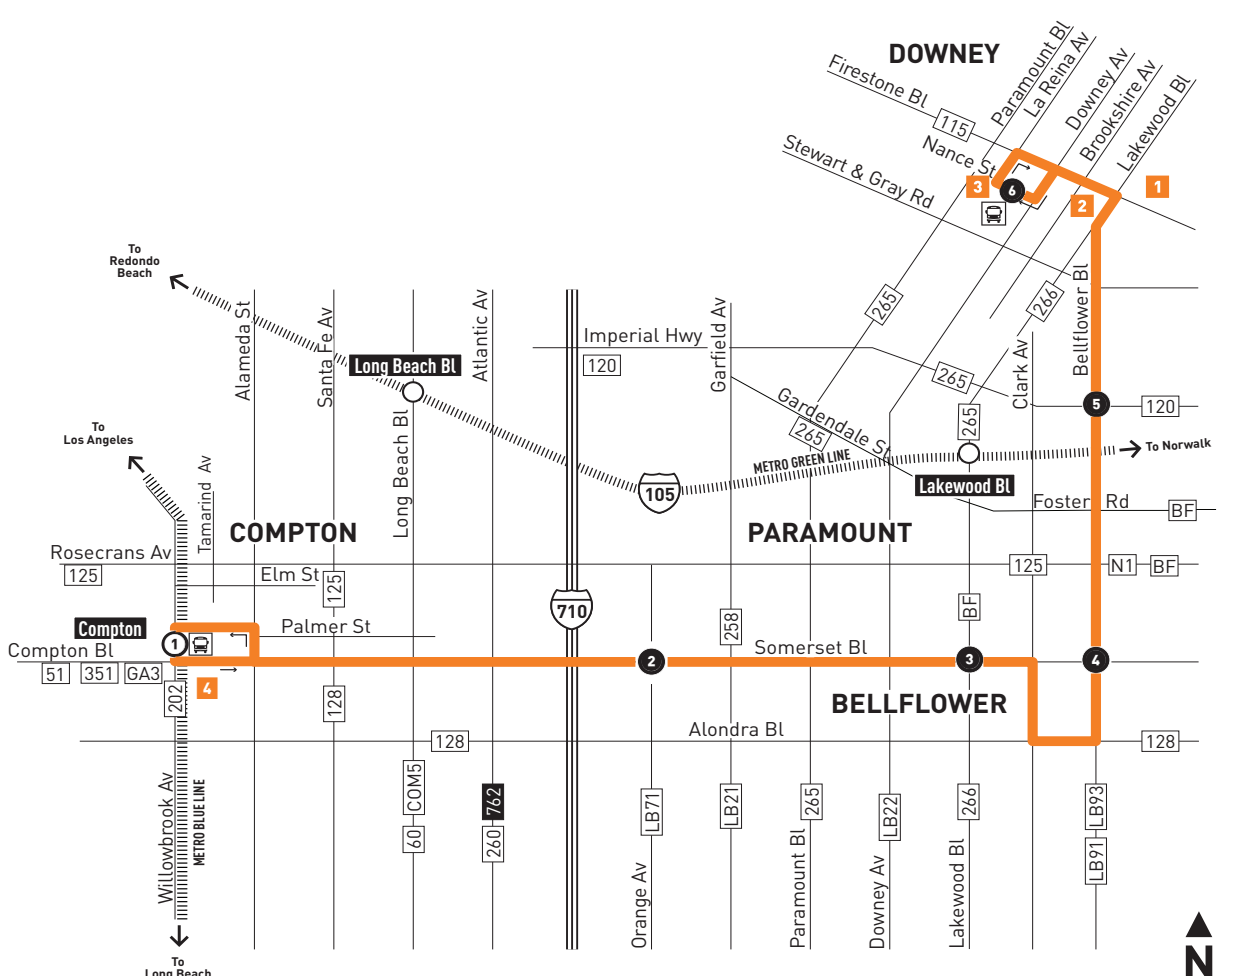 DOWNEY
Firestone Bl
115
Paramount Bl
La Reina Av
Downey Av
Brookshire Av
Lakewood Bl
Nance St
Stewart & Gray Rd
3
6
2
1
To
Redondo
Beach
265
266
Bellflower Bl
Alameda St
Santa Fe Av
Long Beach Bl
Atlantic Av
Imperial Hwy
120
Garfield Av
265
Clark Av
5
120
Gardendale St
265
265
To
Los Angeles
Long Beach Bl
METRO GREEN LINE
To Norwalk
105
Lakewood Bl
Foster Rd
BF
Tamarind Av
COMPTON
PARAMOUNT
Rosecrans Av
125
Elm St
125
125
N1
BF
710
258
BF
Compton
1
Palmer St
Compton Bl
51
351
GA3
202
4
2
Somerset Bl
3
4
128
BELLFLOWER
Alondra Bl
128
128
Willowbrook Av
METRO BLUE LINE
COM5
60
762
260
LB71
LB21
265
LB22
266
LB93
LB91
Orange Av
Paramount Bl
Downey Av
Lakewood Bl
To
Long Beach
N